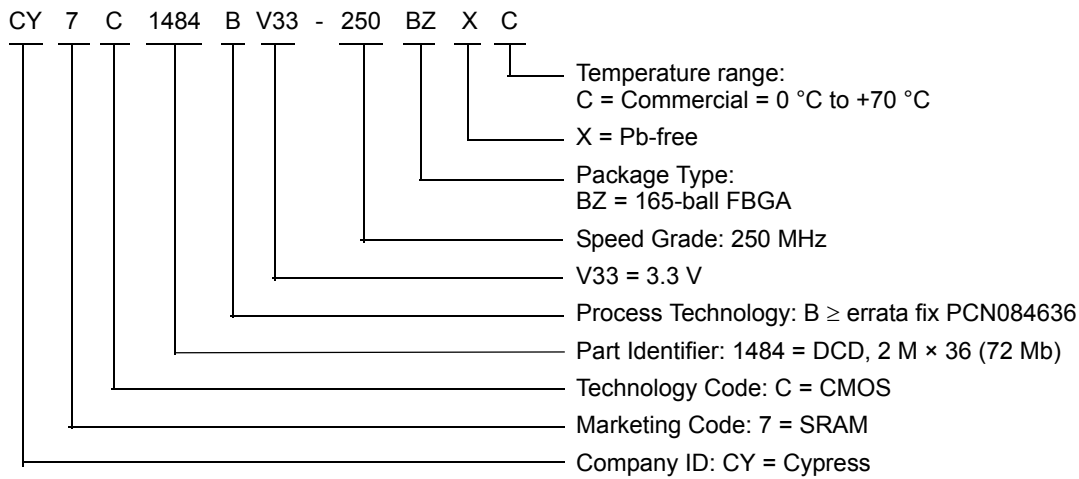 CY 7 C 1484 B V33 - 250 BZ X C
Temperature range:
C = Commercial = 0 °C to +70 °C
X = Pb-free
Package Type:
BZ = 165-ball FBGA
Speed Grade: 250 MHz
V33 = 3.3 V
Process Technology: B ≥ errata fix PCN084636
Part Identifier: 1484 = DCD, 2 M × 36 (72 Mb)
Technology Code: C = CMOS
Marketing Code: 7 = SRAM
Company ID: CY = Cypress